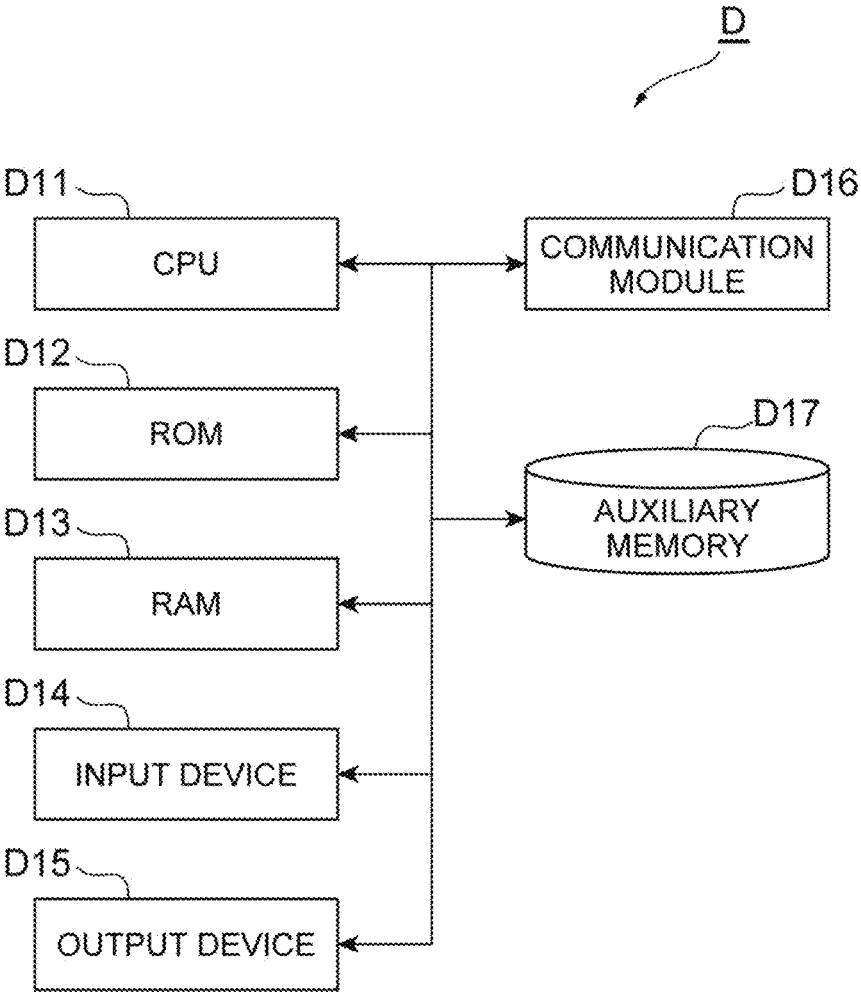 D
D11
CPU
D16
COMMUNICATION
MODULE
D12
ROM
D17
AUXILIARY
MEMORY
D13
RAM
D14
INPUT DEVICE
D15
OUTPUT DEVICE